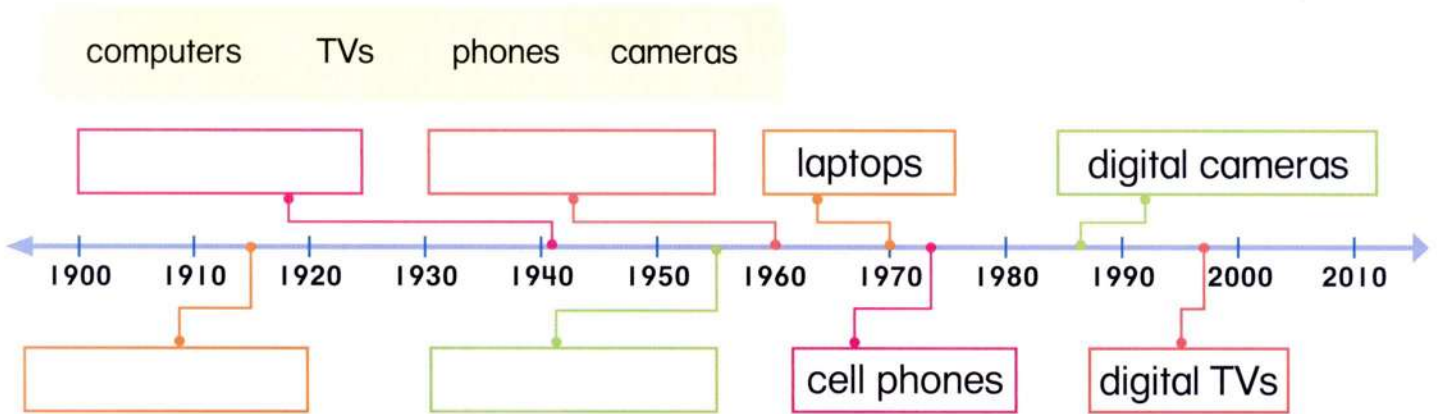 computers TVs phones cameras
laptops digital cameras
1900 1910 1920 1930 1940 1950 1960 1970 1980 1990 2000 2010
cell phones digital TVs